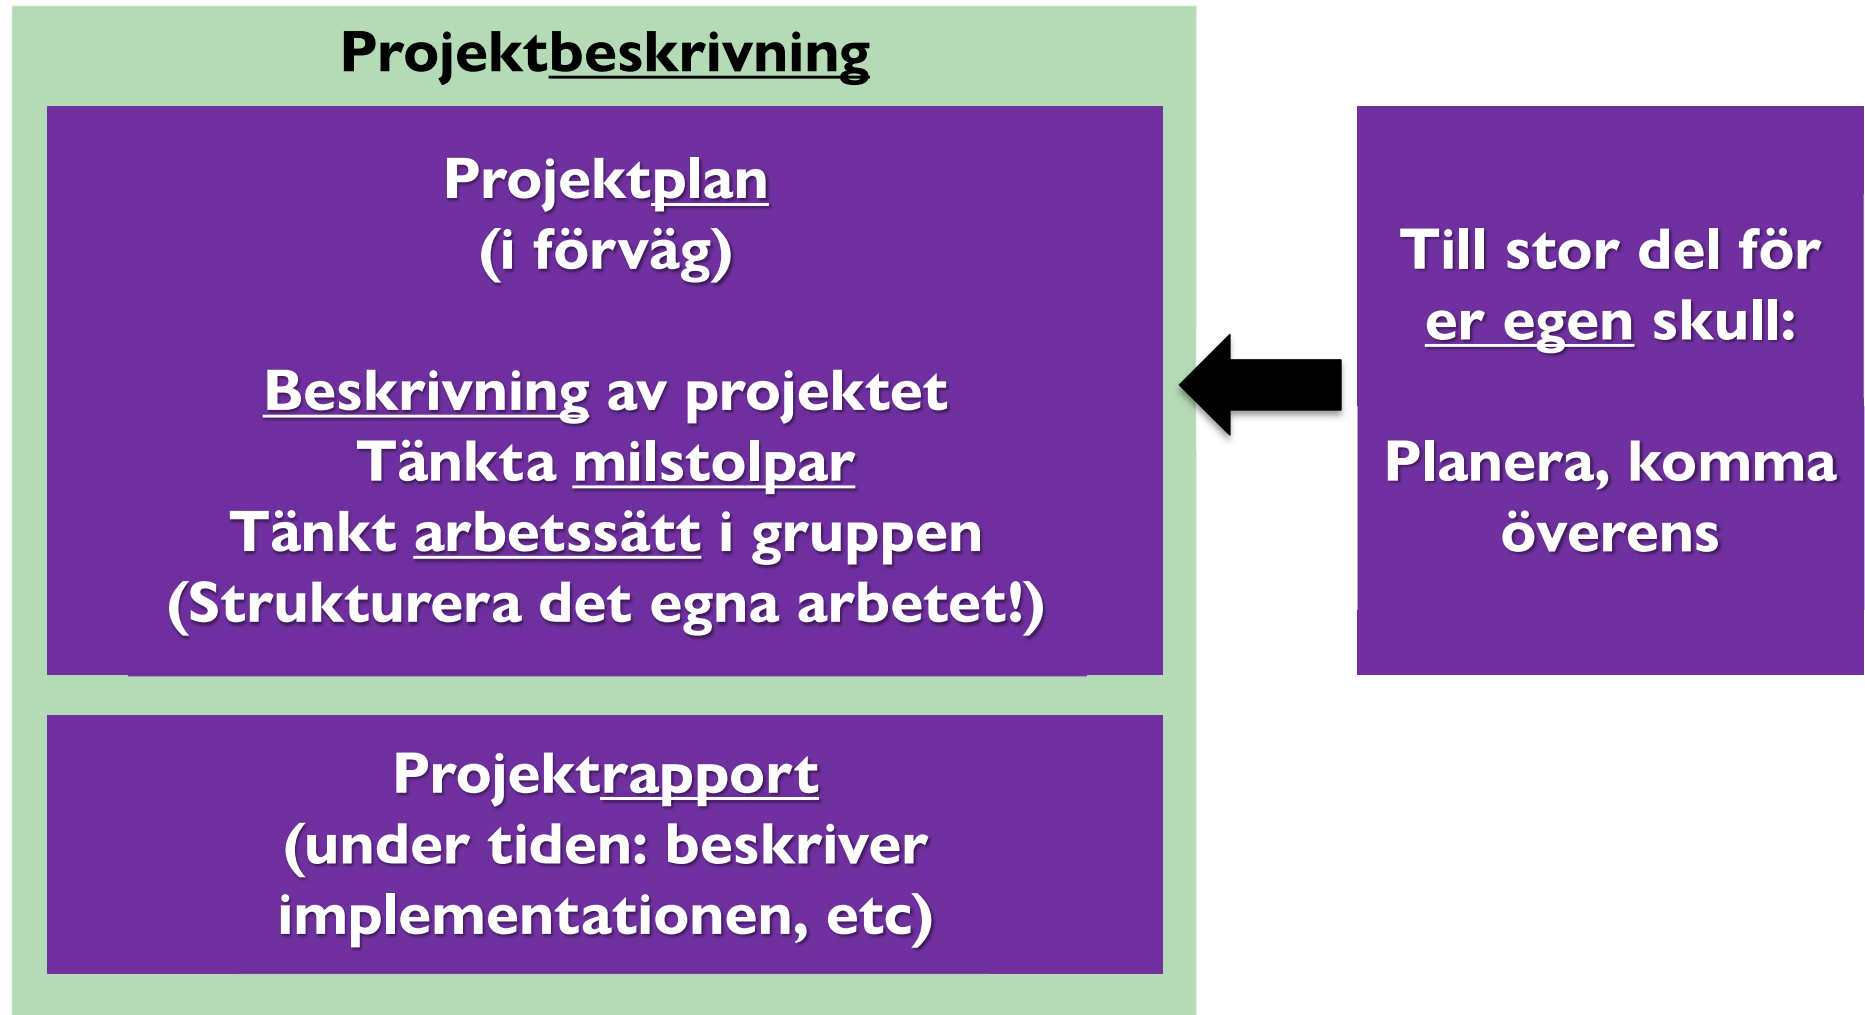 Projektbeskrivning
Projektplan
(i förväg)
Beskrivning av projektet
Tänkta milstolpar
Tänkt arbetssätt i gruppen
(Strukturera det egna arbetet!)
Projektrapport
(under tiden: beskriver
implementationen, etc)
Till stor del för
er egen skull:
Planera, komma
överens